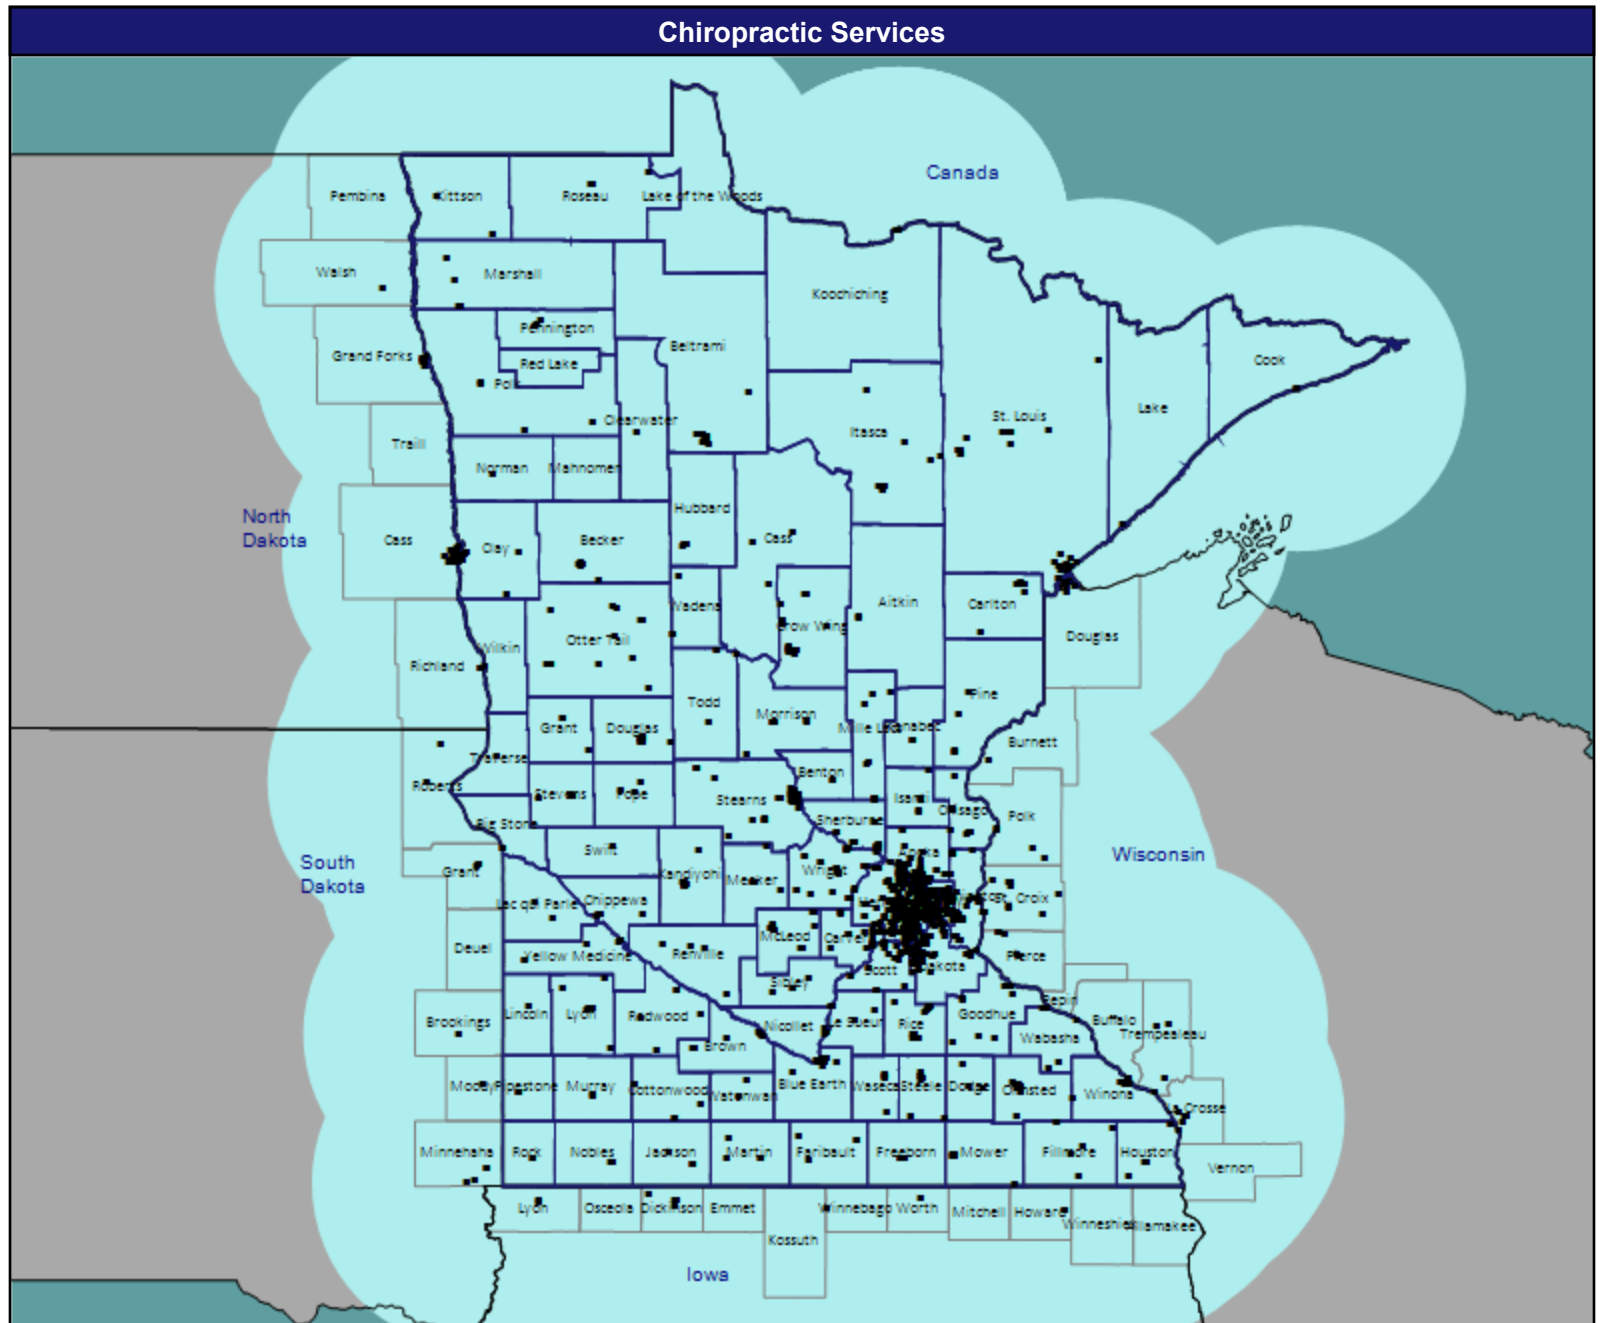 Chiropractic Services
Canada
Pembina
Kittson
Roseau
Lake of the Woods
Walsh
Marshall
Koochiching
Pennington
Beltrami
Grand Forks
Red Lake
Cook
Polk
Clearwater
Itasca
St. Louis
Lake
Traill
Norman
Mahnomen
Hubbard
North
Dakota
Cass
Clay
Becker
Cass
Aitkin
Carlton
Crow Wing
Douglas
Otter Tail
Wilkin
Richland
Pine
Todd
Morrison
Grant
Douglas
Mille Lacs
Kanabec
Burnett
Traverse
Benton
Roberts
Stevens
Pope
Stearns
Isanti
Chisago
Polk
Big Stone
Sherburne
Swift
Anoka
Wisconsin
South
Dakota
Grant
Kandiyohi
Meeker
Wright
St. Croix
Lac qui Parle
Chippewa
McLeod
Carver
Deuel
Yellow Medicine
Renville
Scott
Dakota
Pierce
Sibley
Pepin
Brookings
Lincoln
Lyon
Redwood
Nicollet
Le Sueur
Rice
Goodhue
Buffalo
Trempealeau
Wabasha
Brown
Moody
Pipestone
Murray
Cottonwood
Watonwan
Blue Earth
Waseca
Steele
Dodge
Olmsted
Winona
La Crosse
Minnehaha
Rock
Nobles
Jackson
Martin
Faribault
Freeborn
Mower
Fillmore
Houston
Vernon
Lyon
Osceola
Dickinson
Emmet
Winnebago
Worth
Mitchell
Howard
Kossuth
Iowa